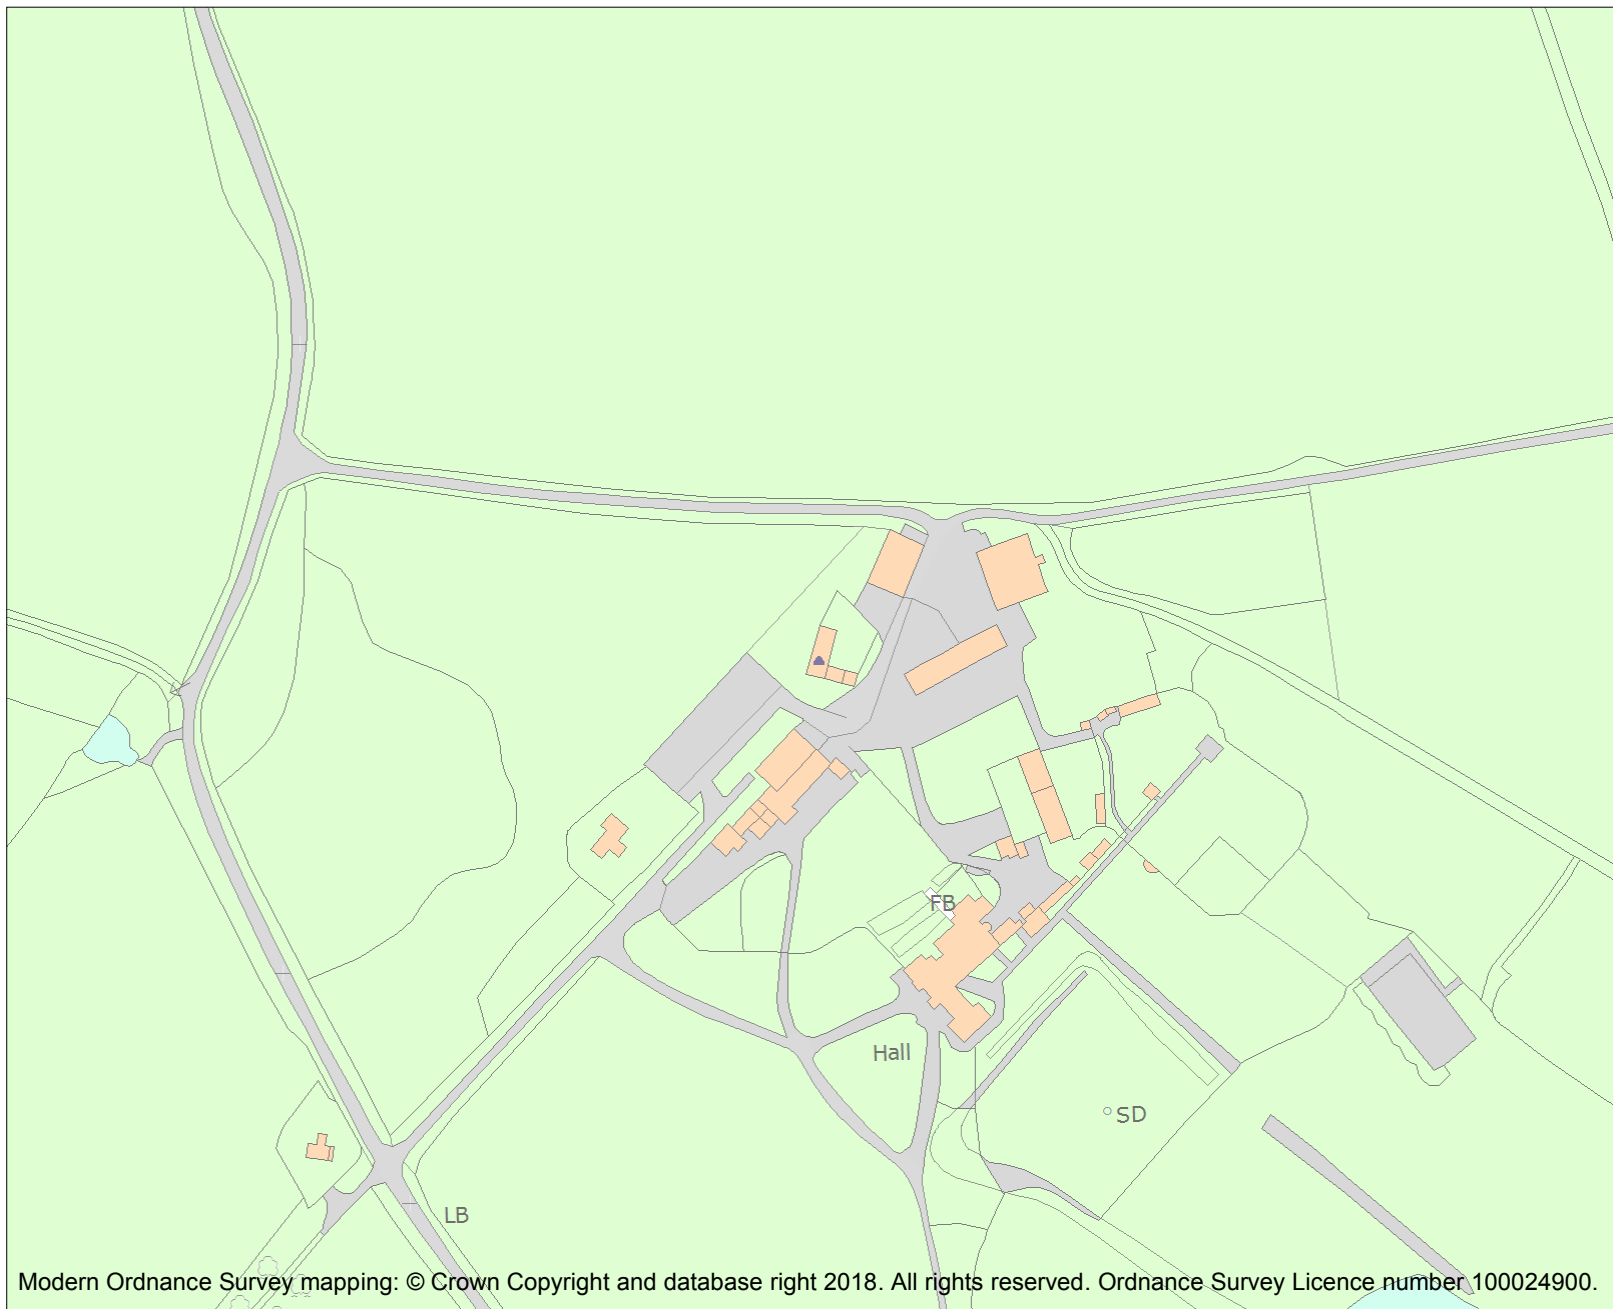 FB
Hall
SD
LB
Modern Ordnance Survey mapping: © Crown Copyright and database right 2018. All rights reserved. Ordnance Survey Licence number 100024900.